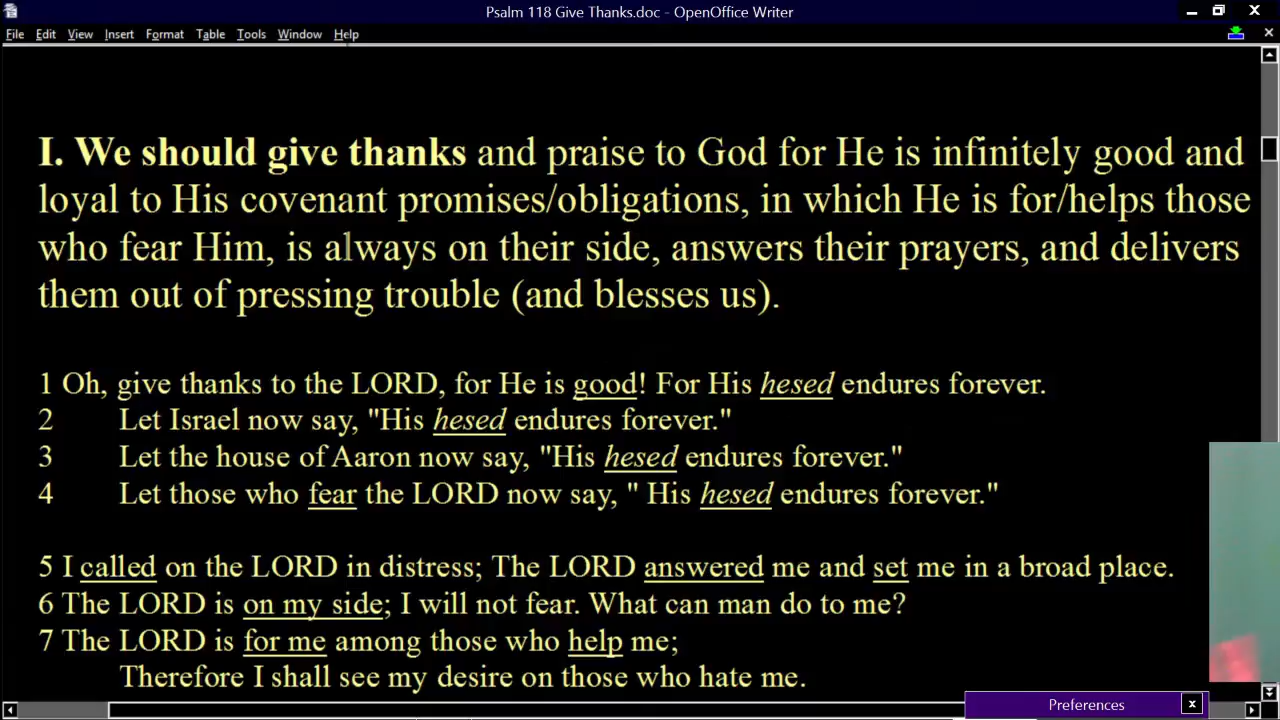 Psalm 118 Give Thanks.doc - OpenOffice Writer
File Edit View Insert Format Table Tools Window Help
I. We should give thanks and praise to God for He is infinitely good and
loyal to His covenant promises/obligations, in which He is for/helps those
who fear Him, is always on their side, answers their prayers, and delivers
them out of pressing trouble (and blesses us).
1 Oh, give thanks to the LORD, for He is good! For His hesed endures forever.
2 Let Israel now say, "His hesed endures forever."
3 Let the house of Aaron now say, "His hesed endures forever."
4 Let those who fear the LORD now say, " His hesed endures forever."
5 I called on the LORD in distress; The LORD answered me and set me in a broad place.
6 The LORD is on my side; I will not fear. What can man do to me?
7 The LORD is for me among those who help me;
Therefore I shall see my desire on those who hate me.
Preferences